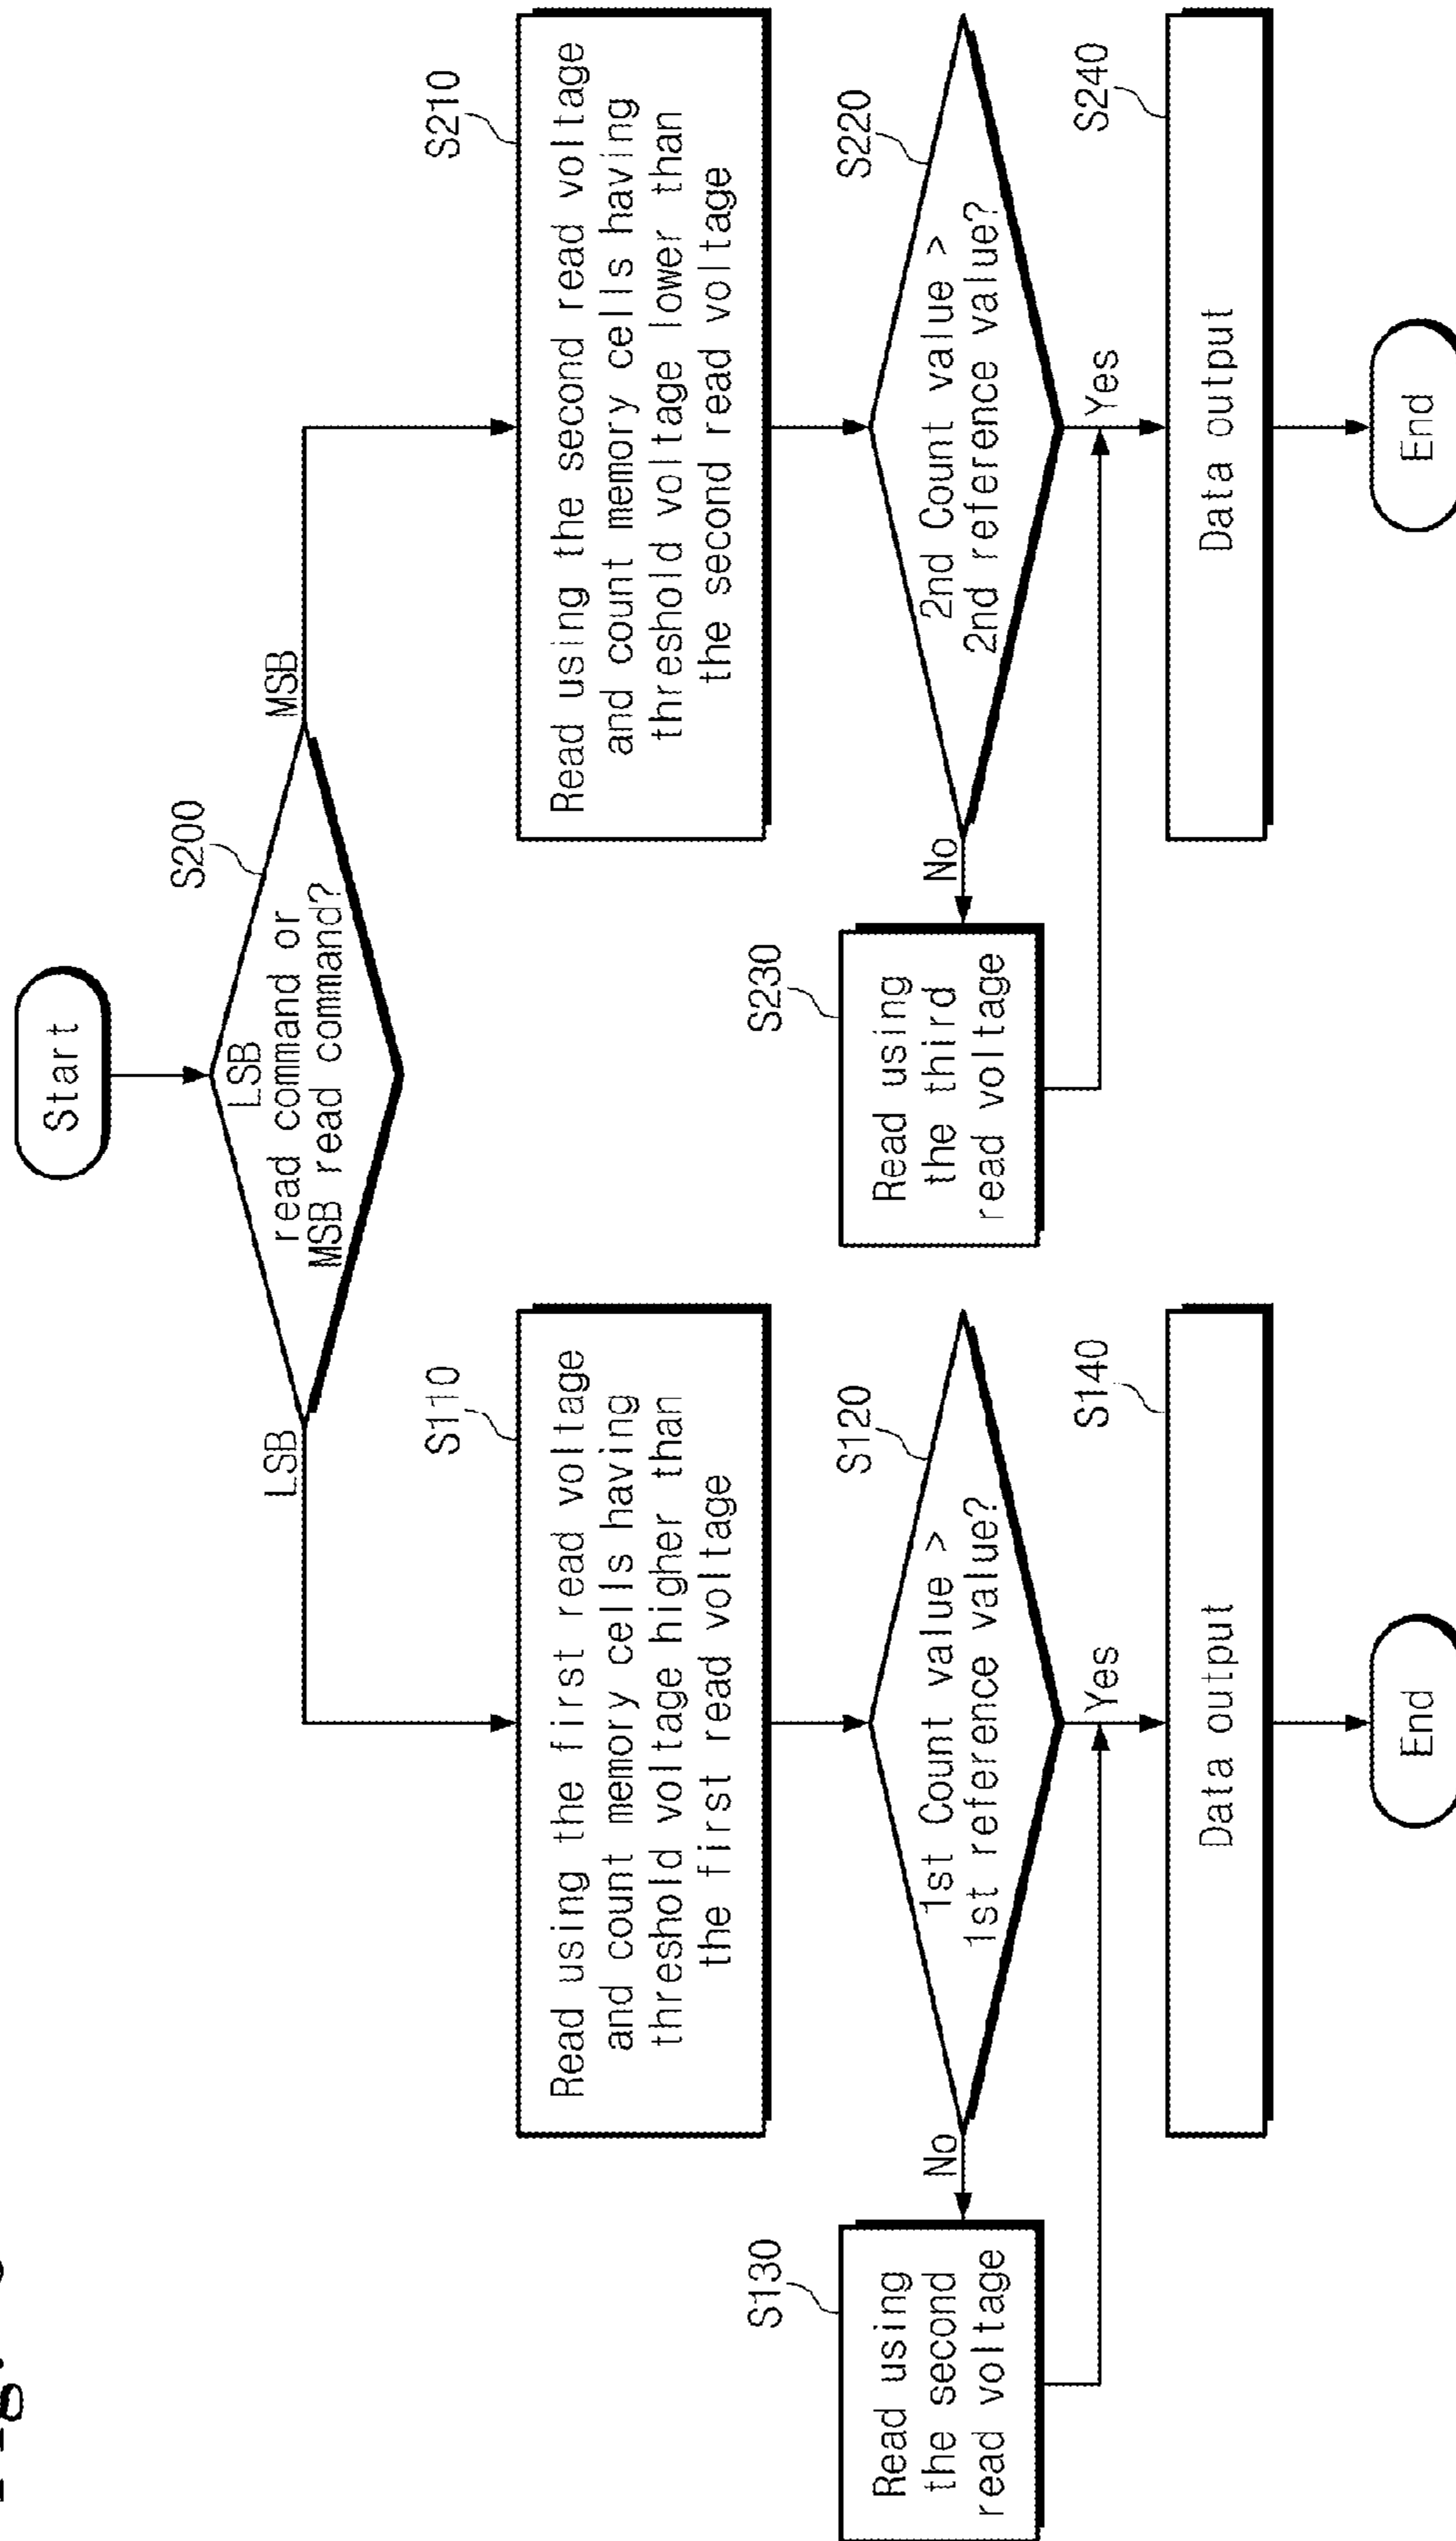 Start
S200
LSB
read command or
MSB read command?
LSB
MSB
S110
Read using the first read voltage
and count memory cells having
threshold voltage higher than
the first read voltage
S210
Read using the second read voltage
and count memory cells having
threshold voltage lower than
the second read voltage
S120
1st Count value >
1st reference value?
No
Yes
S130
Read using
the second
read voltage
S140
Data output
End
S220
2nd Count value >
2nd reference value?
No
Yes
S230
Read using
the third
read voltage
S240
Data output
End